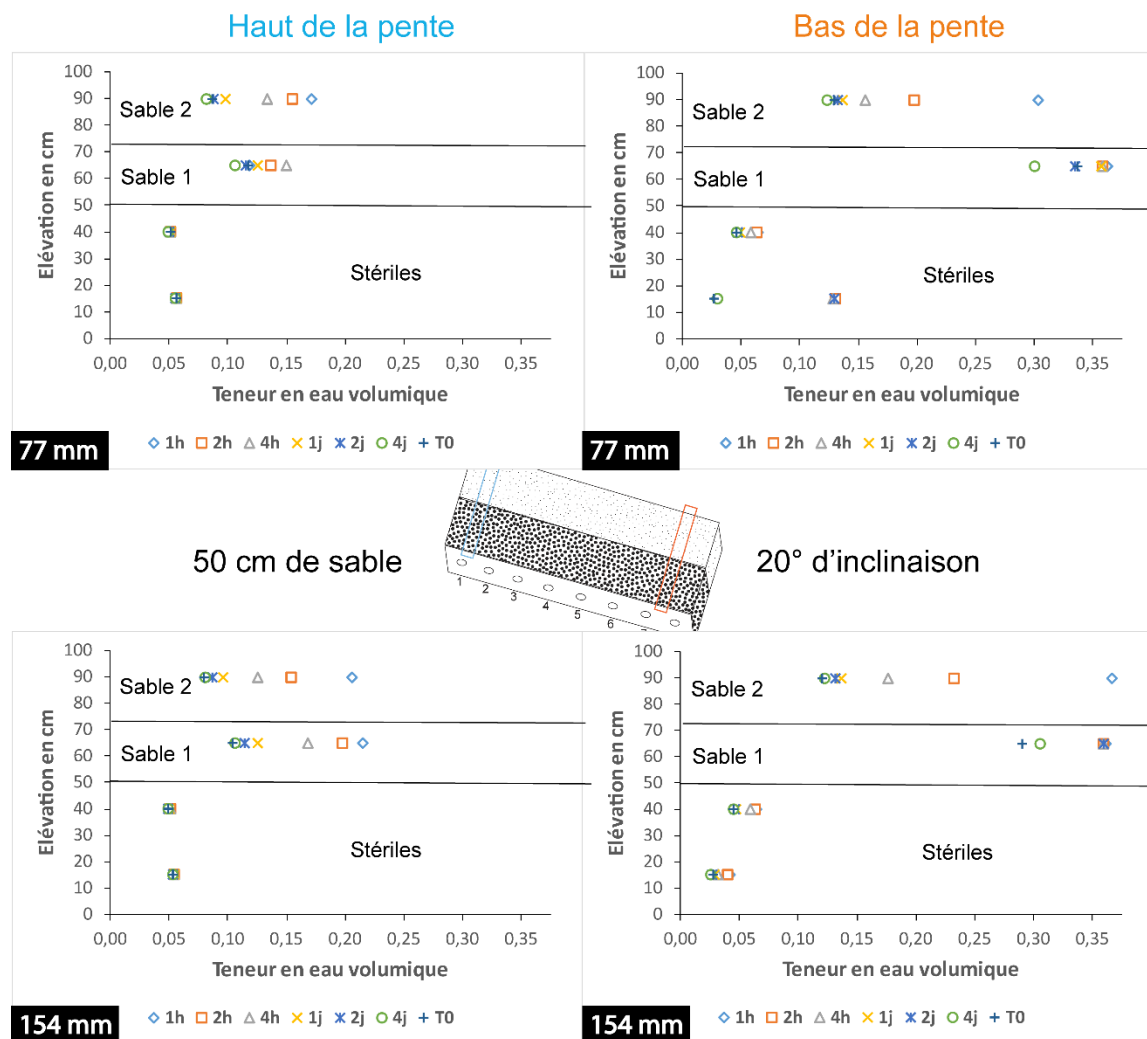 Haut de la pente
Bas de la pente
Elévation en cm
100
90
80
70
60
50
40
30
20
10
0
Sable 2
Sable 1
Stériles
0,00 0,05 0,10 0,15 0,20 0,25 0,30 0,35
Teneur en eau volumique
77 mm
1h 2h 4h 1j 2j 4j T0
Elévation en cm
100
90
80
70
60
50
40
30
20
10
0
Sable 2
Sable 1
Stériles
0,00 0,05 0,10 0,15 0,20 0,25 0,30 0,35
Teneur en eau volumique
77 mm
1h 2h 4h 1j 2j 4j T0
50 cm de sable
1 2 3 4 5 6
20° d'inclinaison
Elévation en cm
100
90
80
70
60
50
40
30
20
10
0
Sable 2
Sable 1
Stériles
0,00 0,05 0,10 0,15 0,20 0,25 0,30 0,35
Teneur en eau volumique
154 mm
1h 2h 4h 1j 2j 4j T0
Elévation en cm
100
90
80
70
60
50
40
30
20
10
0
Sable 2
Sable 1
Stériles
0,00 0,05 0,10 0,15 0,20 0,25 0,30 0,35
Teneur en eau volumique
154 mm
1h 2h 4h 1j 2j 4j T0